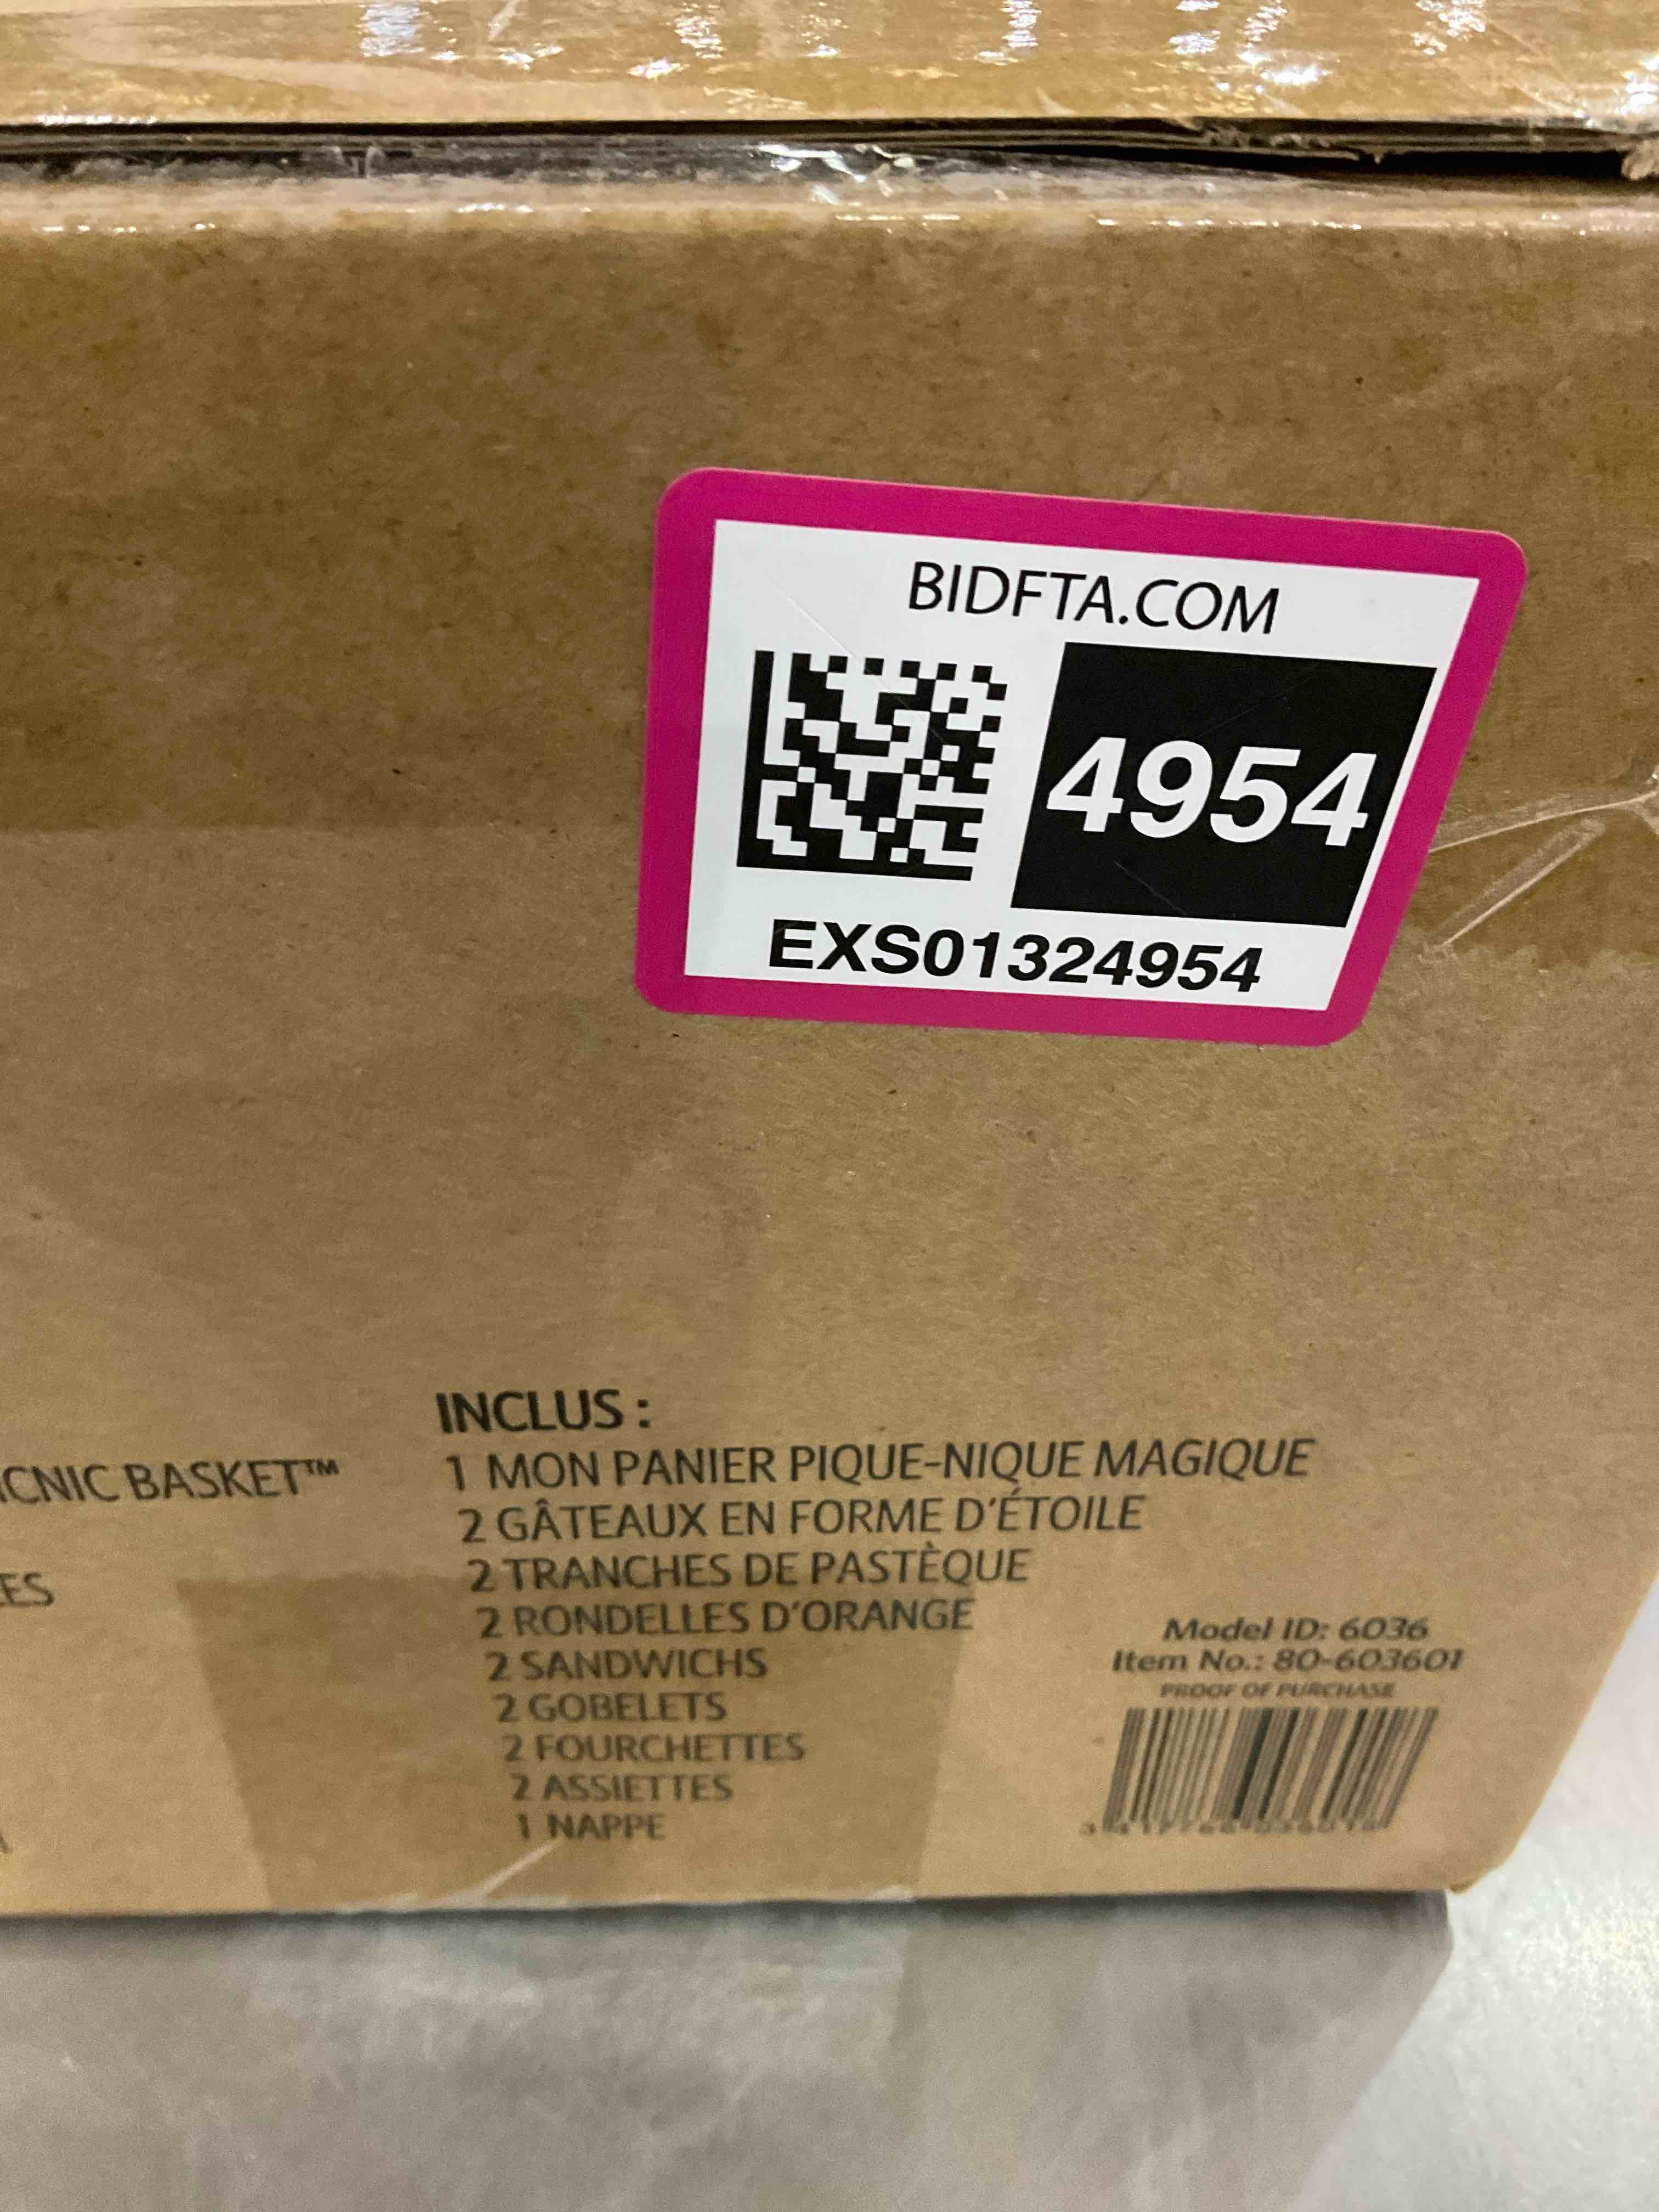 BIDFTA.COM
4954
EXS01324954
CNIC BASKET™
ES
INCLUS :
1 MON PANIER PIQUE-NIQUE MAGIQUE
2 GÂTEAUX EN FORME D'ÉTOILE
2 TRANCHES DE PASTÈQUE
2 RONDELLES D'ORANGE
2 SANDWICHS
2 GOBELETS
2 FOURCHETTES
2 ASSIETTES
1 NAPPE
Model ID: 6036
Item No.: 80-603601
PROOF OF PURCHASE